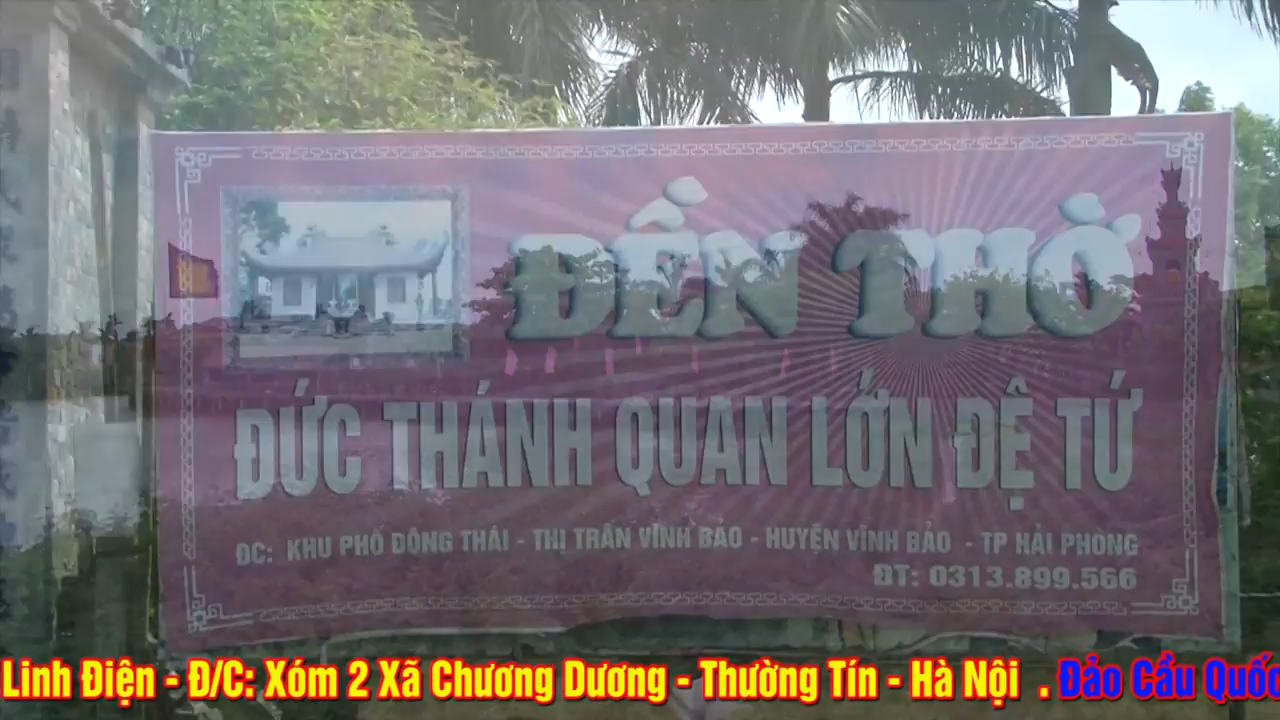 ĐỀN THỜ
ĐỨC THÁNH QUAN LỚN ĐỆ TỨ
ĐC: KHU PHỐ ĐÔNG THÁI - THỊ TRẤN VĨNH BẢO - HUYỆN VĨNH BẢO - TP HẢI PHÒNG
ĐT: 0313.899.566
Linh Điện - Đ/C: Xóm 2 Xã Chương Dương - Thường Tín - Hà Nội . Đảo Cầu Quốc